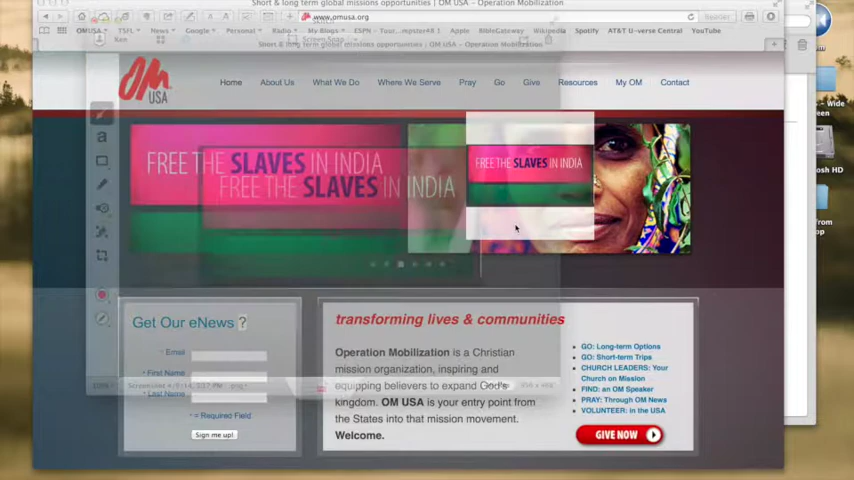 Short & long term global missions opportunities | OM USA – Operation Mobilization
www.omusa.org
Reader
OMUSA TSFL News Google Personal Radio ESPN Apple BibleGateway Wikipedia Spotify AT&T U-verse Central YouTube
Short & long term global missions opportunities | OM USA – Operation Mobilization
OM
USA
Home About Us What We Do Where We Serve Pray Go Give Resources My OM Contact
a
FREE THE SLAVES IN INDIA
FREE THE SLAVES IN INDIA
FREE THE SLAVES IN INDIA
Get Our eNews ?
* Email
* First Name
* Last Name
* = Required Field
Sign me up!
transforming lives & communities
Operation Mobilization is a Christian
mission organization, inspiring and
equipping believers to expand God's
kingdom. OM USA is your entry point from
the States into that mission movement.
Welcome.
GO: Long-term Options
GO: Short-term Trips
CHURCH LEADERS: Your
Church on Mission
FIND: an OM Speaker
PRAY: Through OM News
VOLUNTEER: in the USA
GIVE NOW